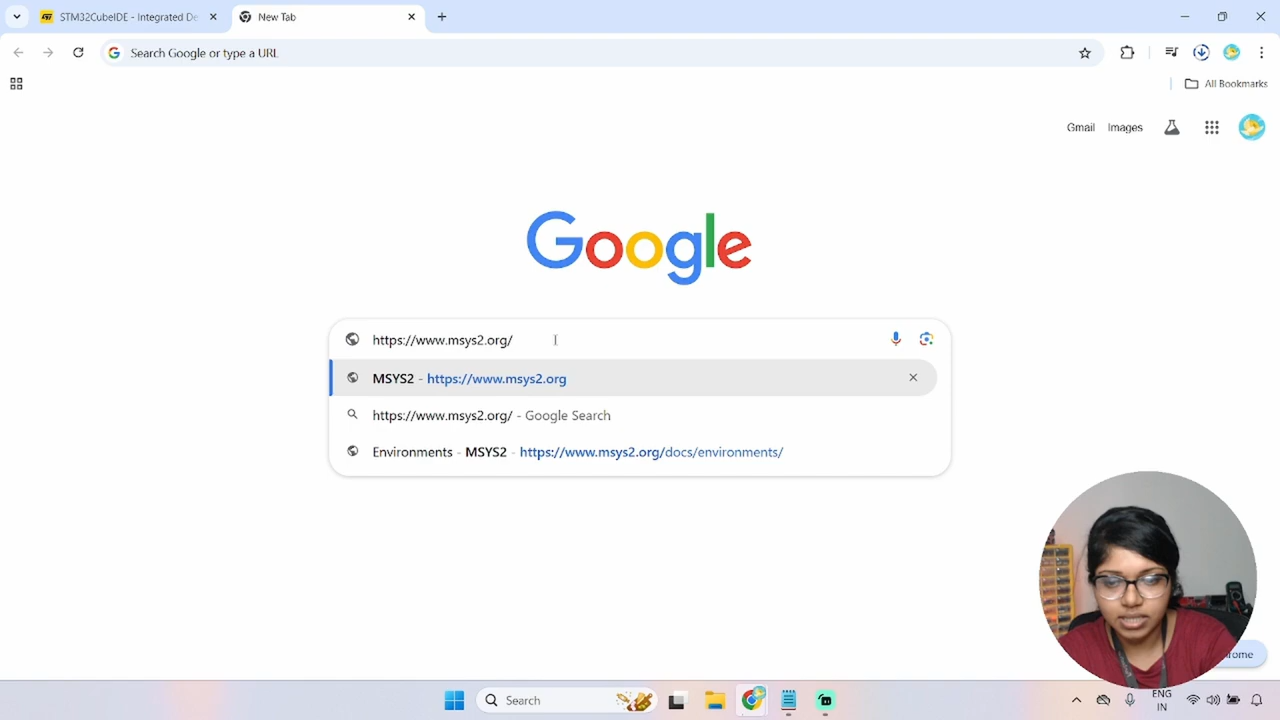 STM32CubeIDE - Integrated De
New Tab
Search Google or type a URL
All Bookmarks
Gmail
Images
Google
https://www.msys2.org/
MSYS2 - https://www.msys2.org
https://www.msys2.org/ - Google Search
Environments - MSYS2 - https://www.msys2.org/docs/environments/
ome
Search
ENG
IN